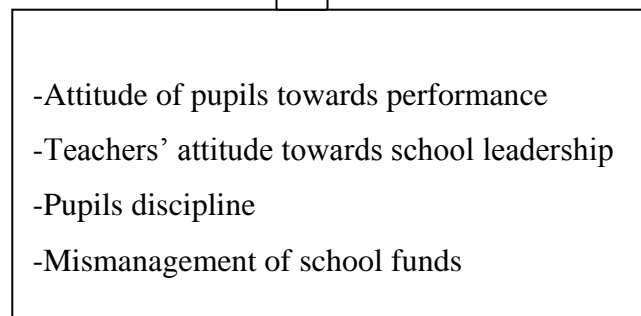 -Attitude of pupils towards performance
-Teachers’ attitude towards school leadership
-Pupils discipline
-Mismanagement of school funds